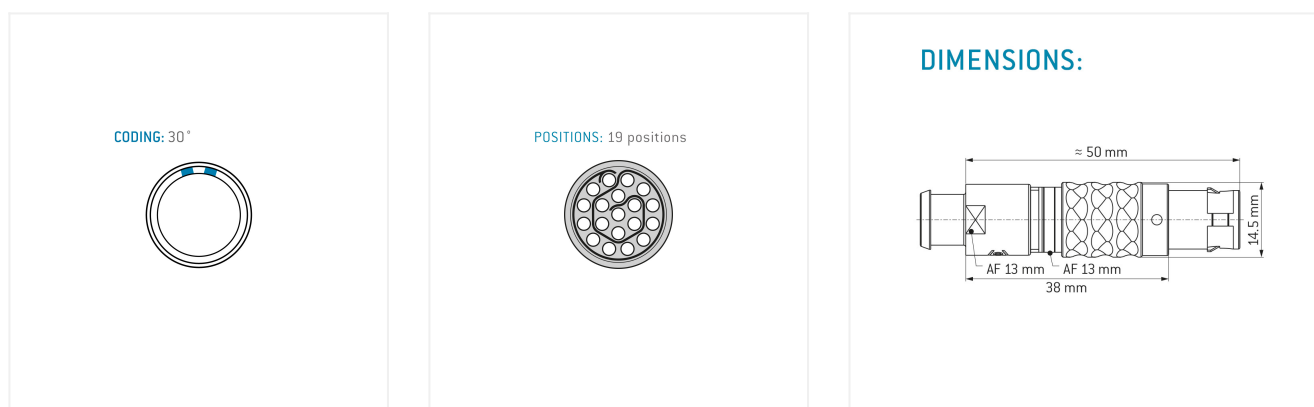 CODING: 30°
POSITIONS: 19 positions
DIMENSIONS:
≈ 50 mm
14.5 mm
AF 13 mm
AF 13 mm
38 mm